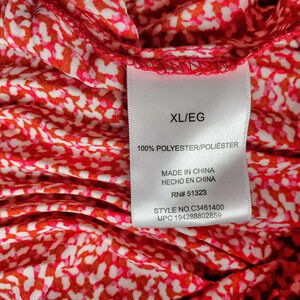 XL/EG
100% POLYESTER/POLIÉSTER
MADE IN CHINA
HECHO EN CHINA
RN# 51323
STYLE NO.C3461400
UPC 194288802859